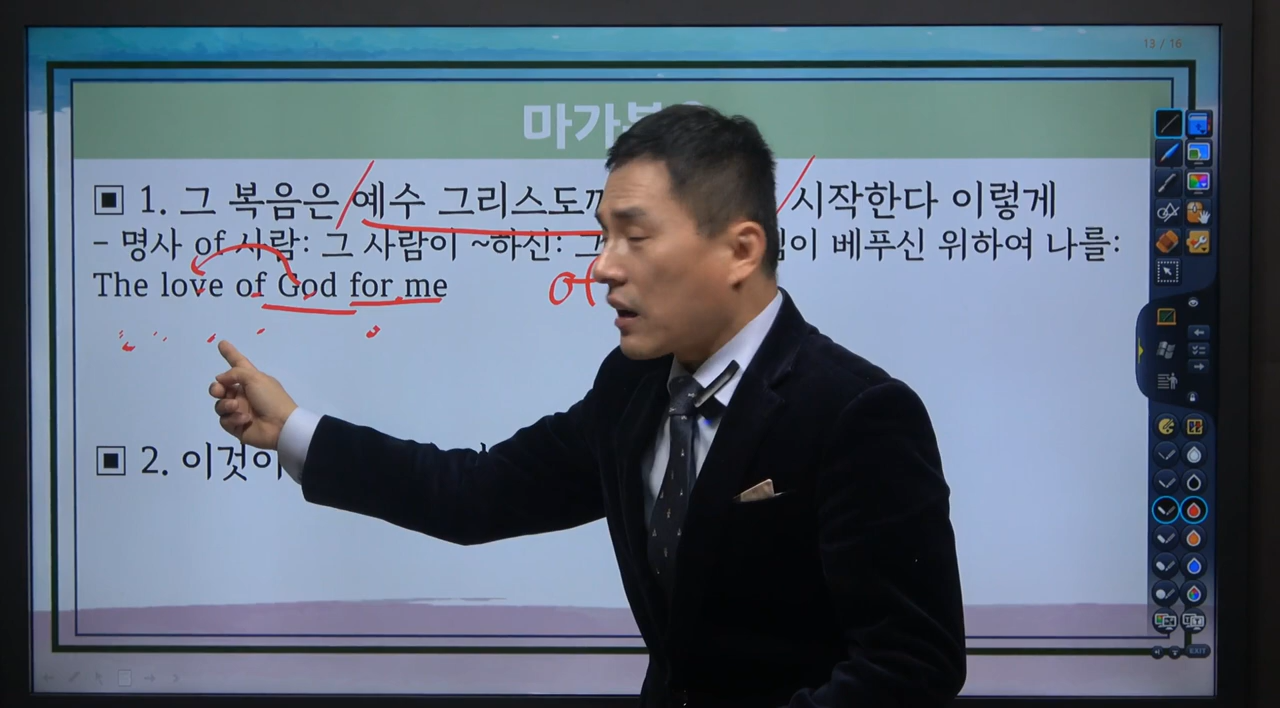 13 / 16
마가
■ 1. 그 복음은 예수 그리스도께 시작한다 이렇게
– 명사 of 사람: 그 사람이 ~하신: 그 이 베푸신 위하여 나를:
The love of God for me
of
■ 2. 이것이
EXIT